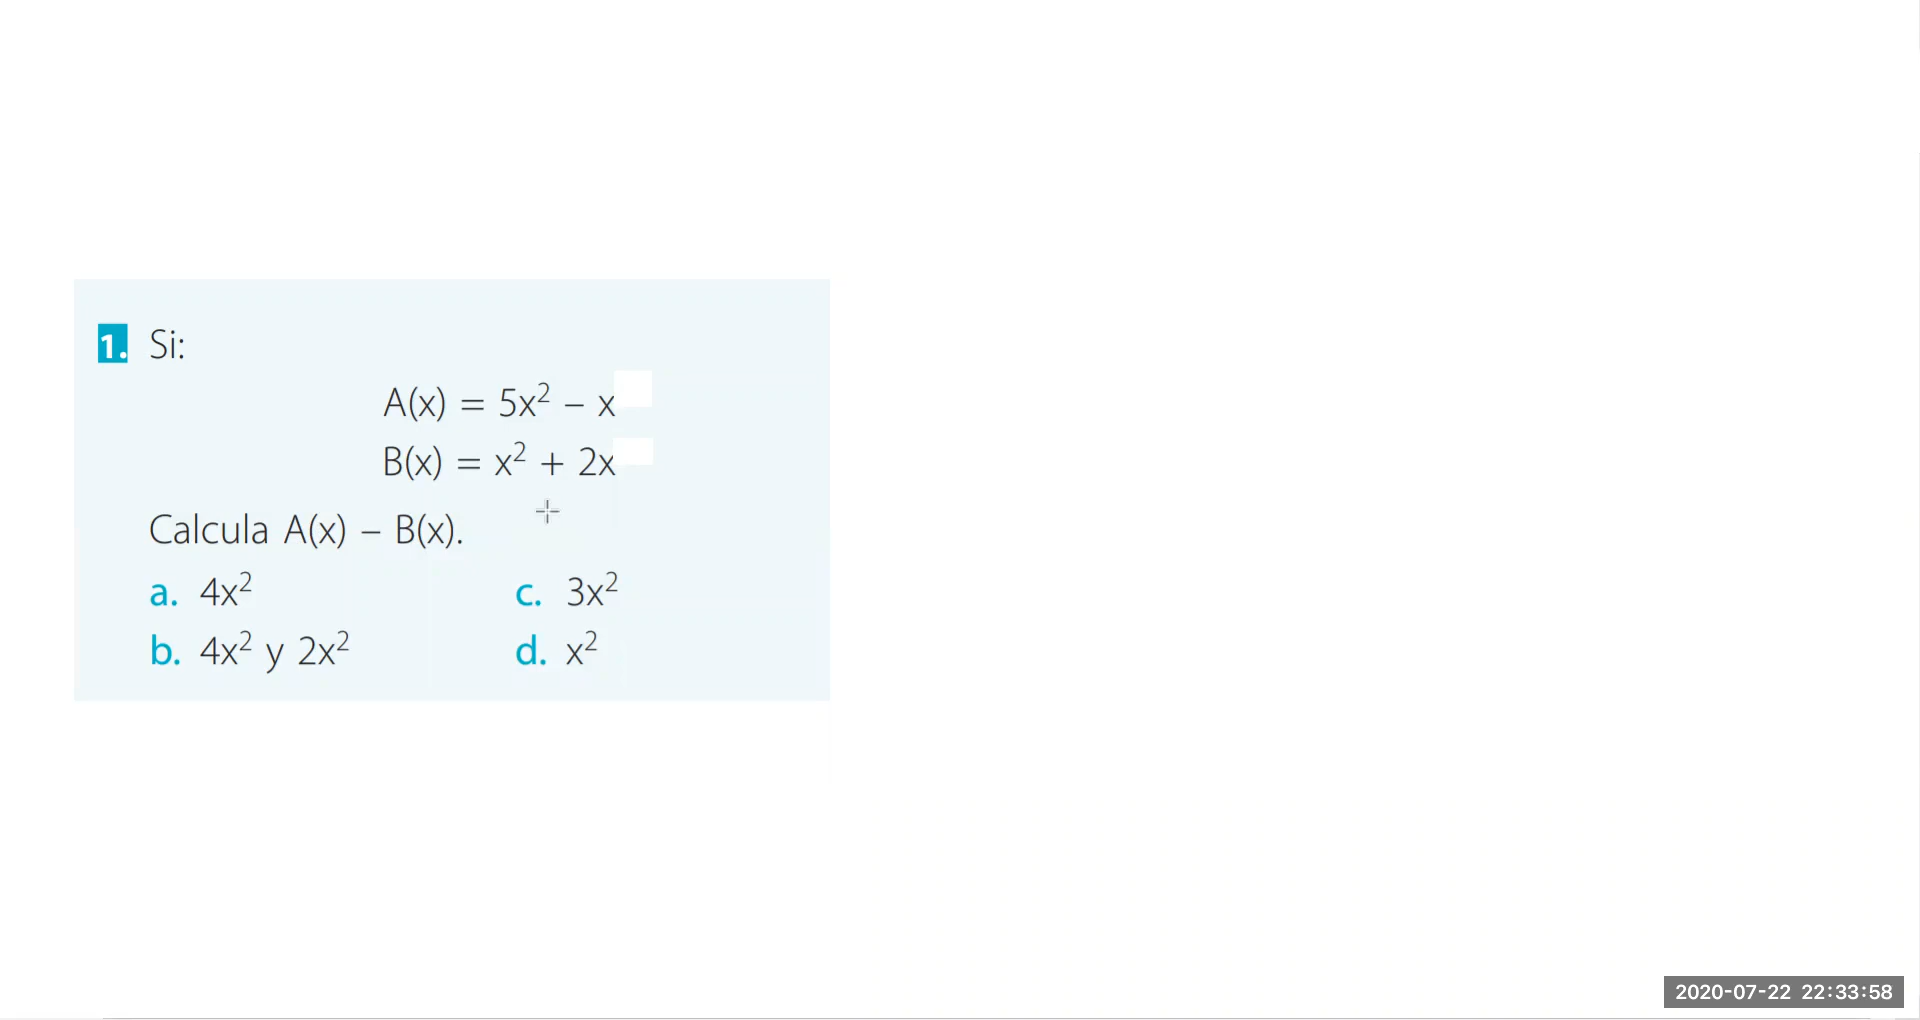 1. Si:
A(x) = 5x² – x
B(x) = x² + 2x
Calcula A(x) – B(x).
a. 4x² c. 3x²
b. 4x² y 2x² d. x²
2020-07-22 22:33:58